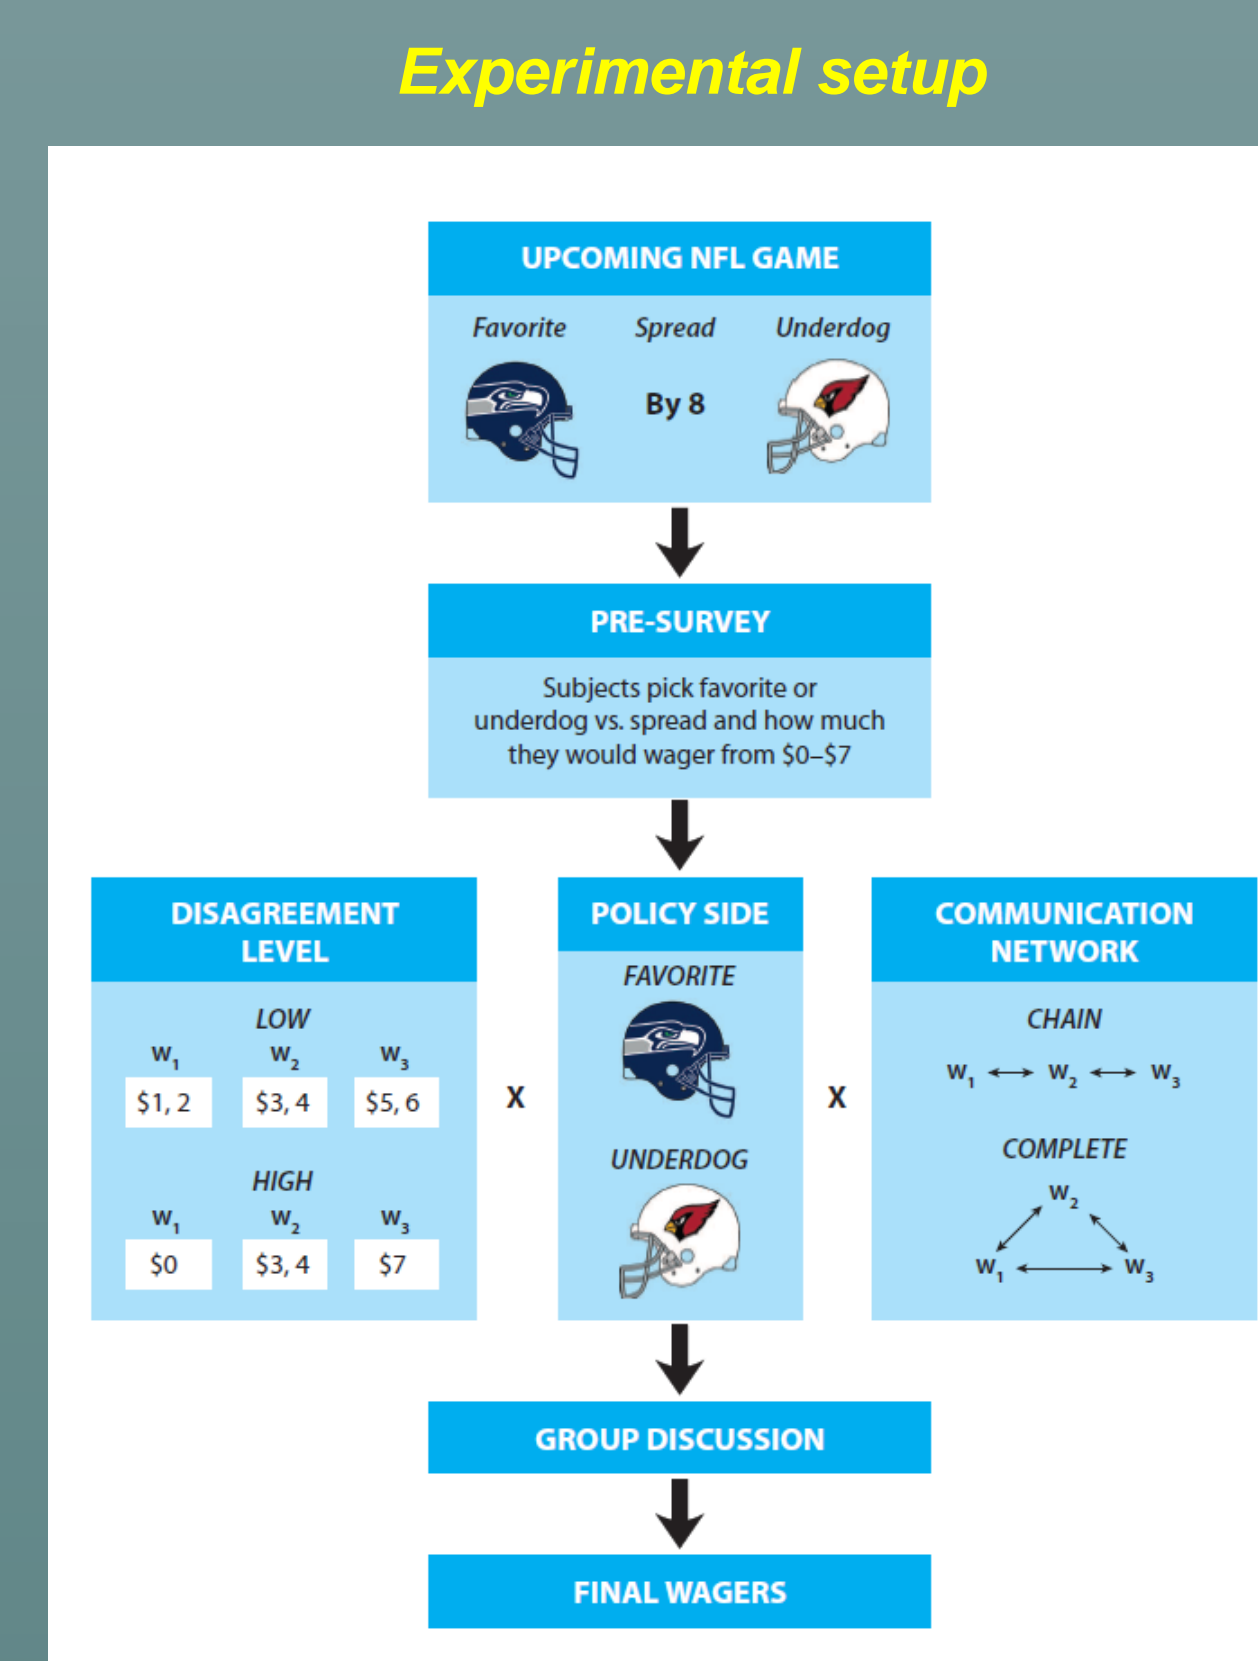 Experimental setup
UPCOMING NFL GAME
Favorite Spread Underdog
By 8
PRE-SURVEY
Subjects pick favorite or
underdog vs. spread and how much
they would wager from $0–$7
DISAGREEMENT
LEVEL
LOW
W1 W2 W3
$1, 2 $3, 4 $5, 6
HIGH
W1 W2 W3
$0 $3, 4 $7
X
POLICY SIDE
FAVORITE
UNDERDOG
X
COMMUNICATION
NETWORK
CHAIN
W1 ↔ W2 ↔ W3
COMPLETE
W2
W1 ↔ W3
GROUP DISCUSSION
FINAL WAGERS